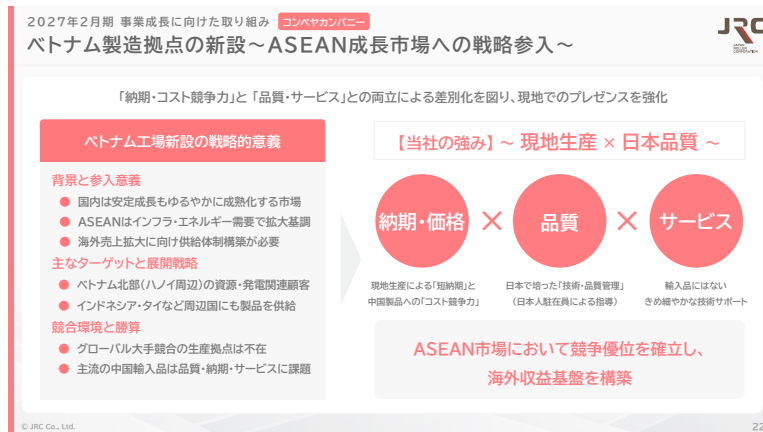 2027年2月期 事業成長に向けた取り組み コンベヤカンパニー
ベトナム製造拠点の新設～ASEAN成長市場への戦略参入～
JRC
JAPAN
ROLLER
CORPORATION
「納期・コスト競争力」と「品質・サービス」との両立による差別化を図り、現地でのプレゼンスを強化
ベトナム工場新設の戦略的意義
背景と参入意義
● 国内は安定成長もゆるやかに成熟化する市場
● ASEANはインフラ・エネルギー需要で拡大基調
● 海外売上拡大に向け供給体制構築が必要
主なターゲットと展開戦略
● ベトナム北部(ハノイ周辺)の資源・発電関連顧客
● インドネシア・タイなど周辺国にも製品を供給
競合環境と勝算
● グローバル大手競合の生産拠点は不在
● 主流の中国輸入品は品質・納期・サービスに課題
【当社の強み】～ 現地生産 × 日本品質 ～
納期・価格 × 品質 × サービス
現地生産による「短納期」と
中国製品への「コスト競争力」
日本で培った「技術・品質管理」
(日本人駐在員による指導)
輸入品にはない
きめ細やかな技術サポート
ASEAN市場において競争優位を確立し、
海外収益基盤を構築
© JRC Co., Ltd.
22